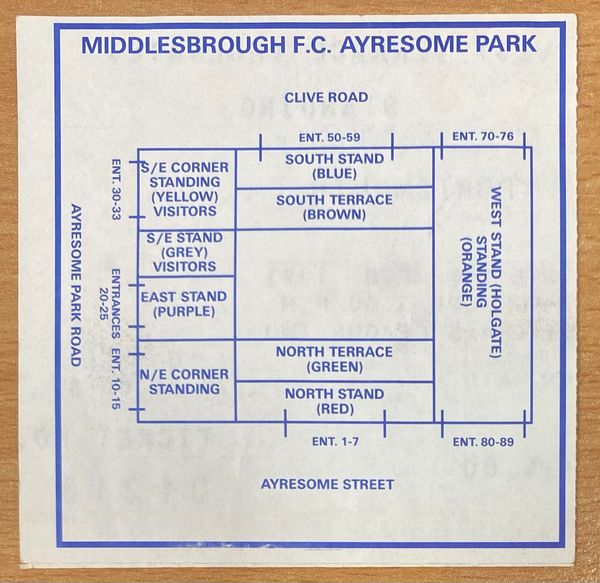 MIDDLESBROUGH F.C. AYRESOME PARK
CLIVE ROAD
ENT. 50-59
ENT. 70-76
S/E CORNER
STANDING
(YELLOW)
VISITORS
SOUTH STAND
(BLUE)
SOUTH TERRACE
(BROWN)
ENT. 30-33
AYRESOME PARK ROAD
S/E STAND
(GREY)
VISITORS
EAST STAND
(PURPLE)
ENTRANCES
20-25
WEST STAND (HOLGATE)
STANDING
(ORANGE)
NORTH TERRACE
(GREEN)
N/E CORNER
STANDING
ENT. 10-15
NORTH STAND
(RED)
ENT. 1-7
ENT. 80-89
AYRESOME STREET